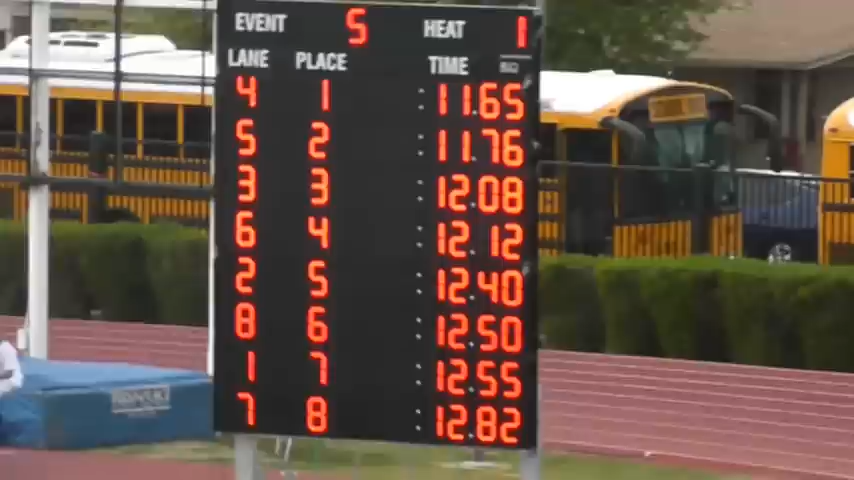 EVENT 5 HEAT 1
LANE PLACE TIME
4 1 :11.65
5 2 :11.76
3 3 :12.08
6 4 :12.12
2 5 :12.40
8 6 :12.50
1 7 :12.55
7 8 :12.82